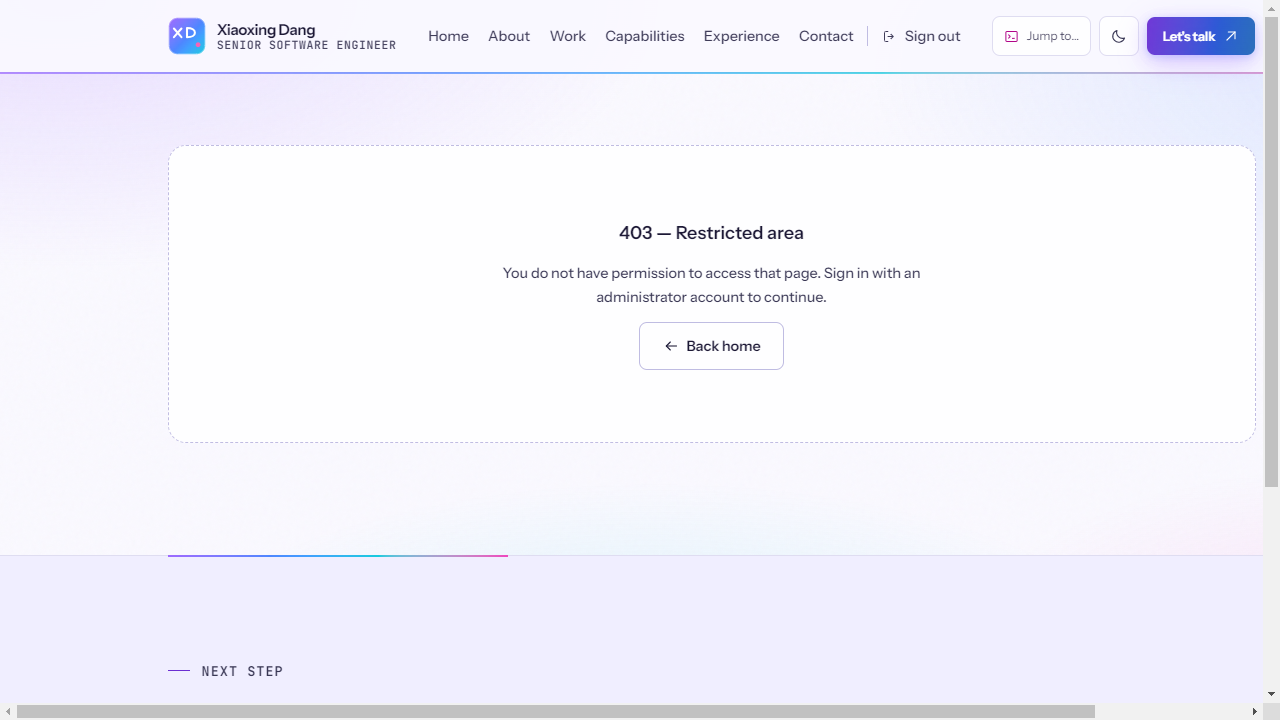 XD
Xiaoxing Dang
SENIOR SOFTWARE ENGINEER
Home
About
Work
Capabilities
Experience
Contact
Sign out
Jump to...
Let's talk
403 — Restricted area
You do not have permission to access that page. Sign in with an
administrator account to continue.
Back home
NEXT STEP